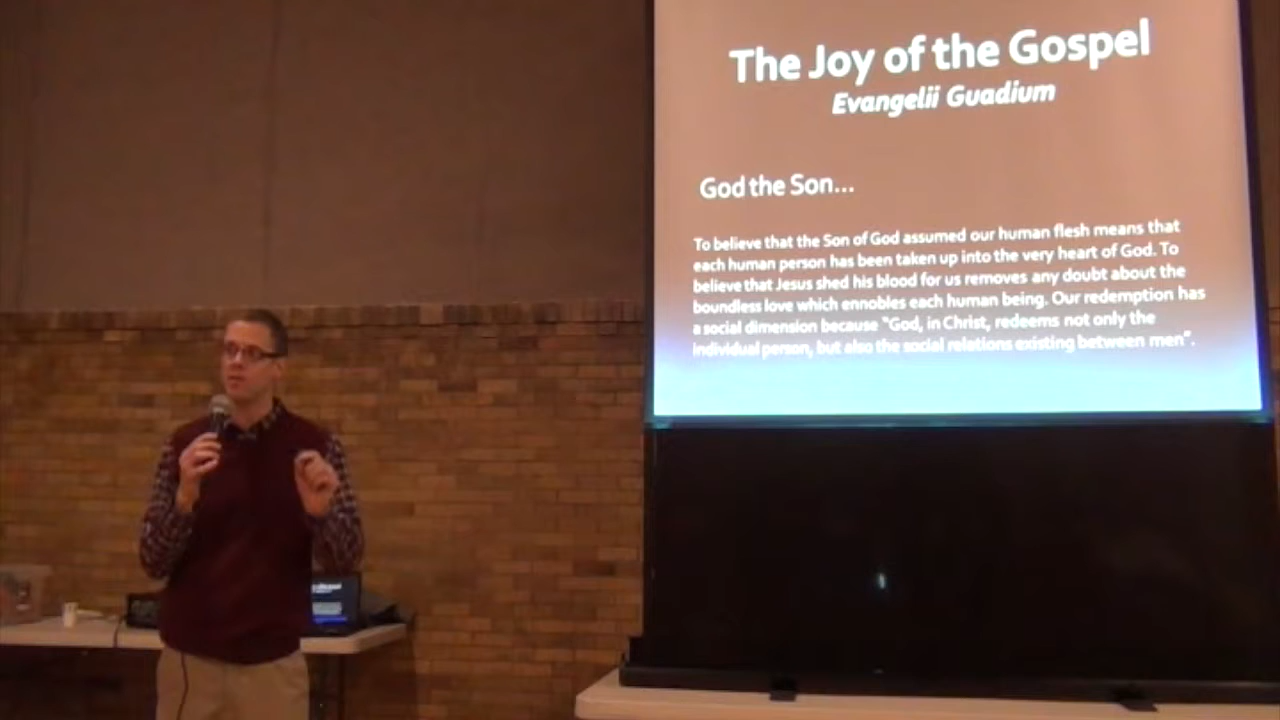 The Joy of the Gospel
Evangelii Guadium
God the Son...
To believe that the Son of God assumed our human flesh means that
each human person has been taken up into the very heart of God. To
believe that Jesus shed his blood for us removes any doubt about the
boundless love which ennobles each human being. Our redemption has
a social dimension because “God, in Christ, redeems not only the
individual person, but also the social relations existing between men”.